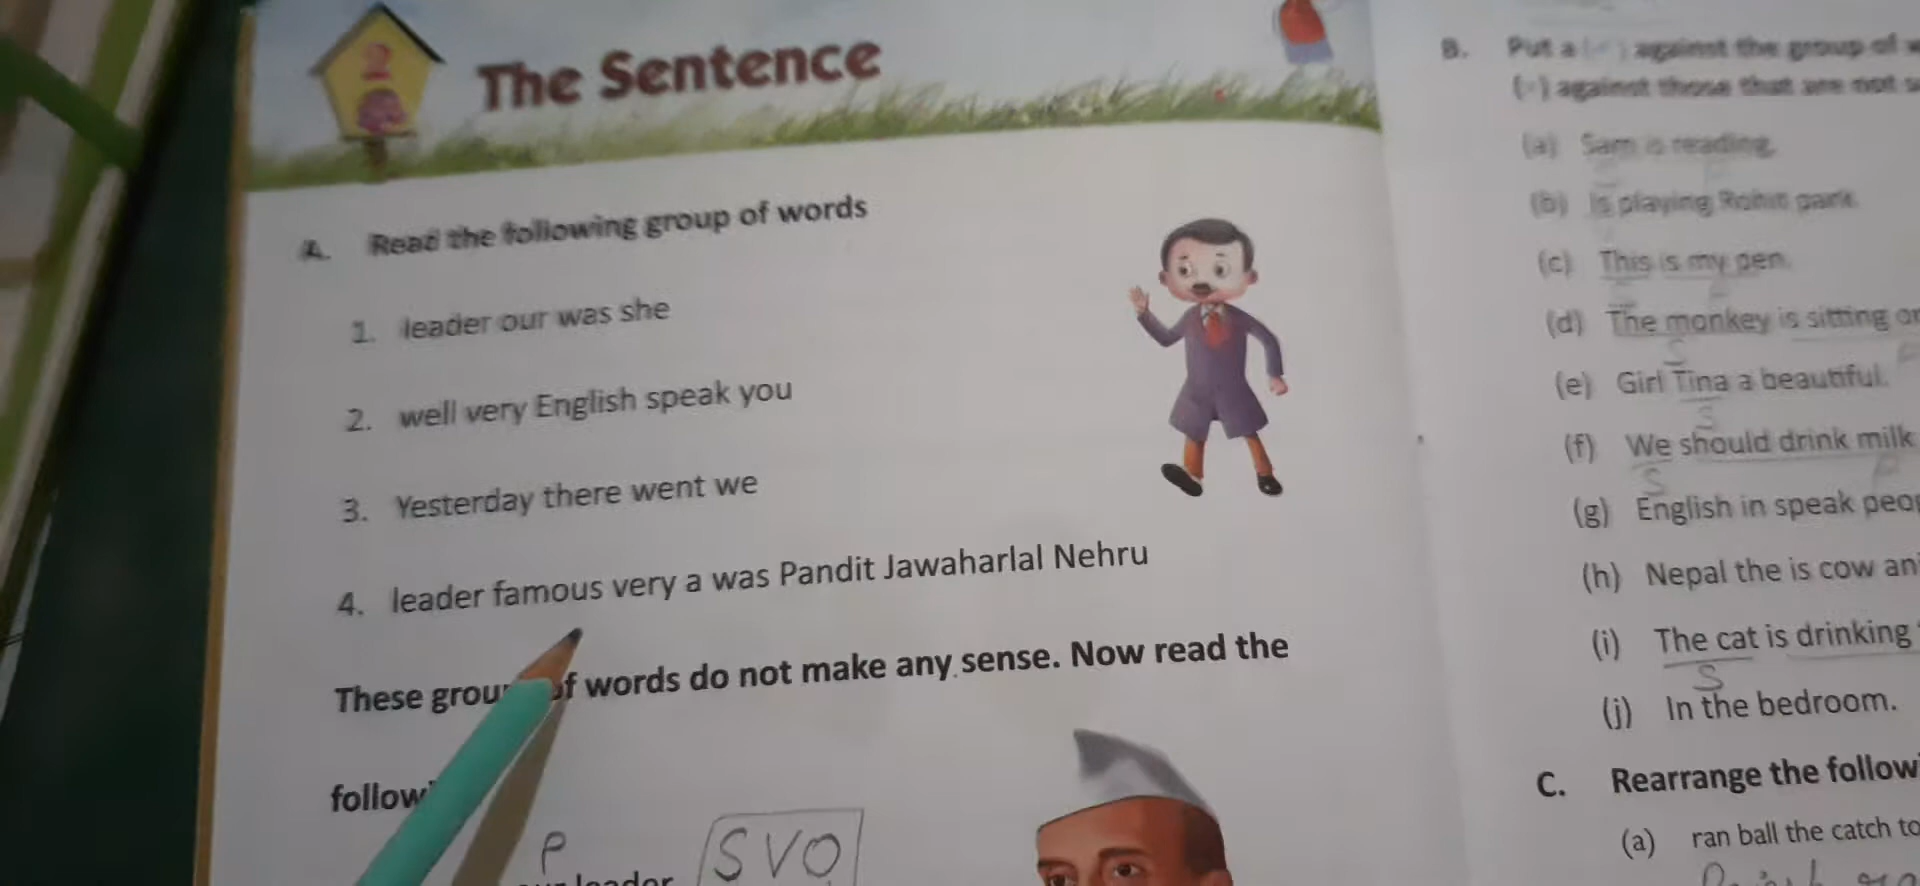 2
The Sentence
A. Read the following group of words
1. leader our was she
2. well very English speak you
3. Yesterday there went we
4. leader famous very a was Pandit Jawaharlal Nehru
These of words do not make any sense. Now read the
P
SVO
leader
B. Put a ( ) against the group of
( ) against those that are not
(a) Sam is reading.
(b) Is playing Rohit park.
(c) This is my pen.
(d) The monkey is sitting
S
(e) Girl Tina a beautiful.
S
(f) We should drink milk
S P
(g) English in speak
(h) Nepal the is cow
(i) The cat is drinking
S
(j) In the bedroom.
C. Rearrange the
(a) ran ball the catch to